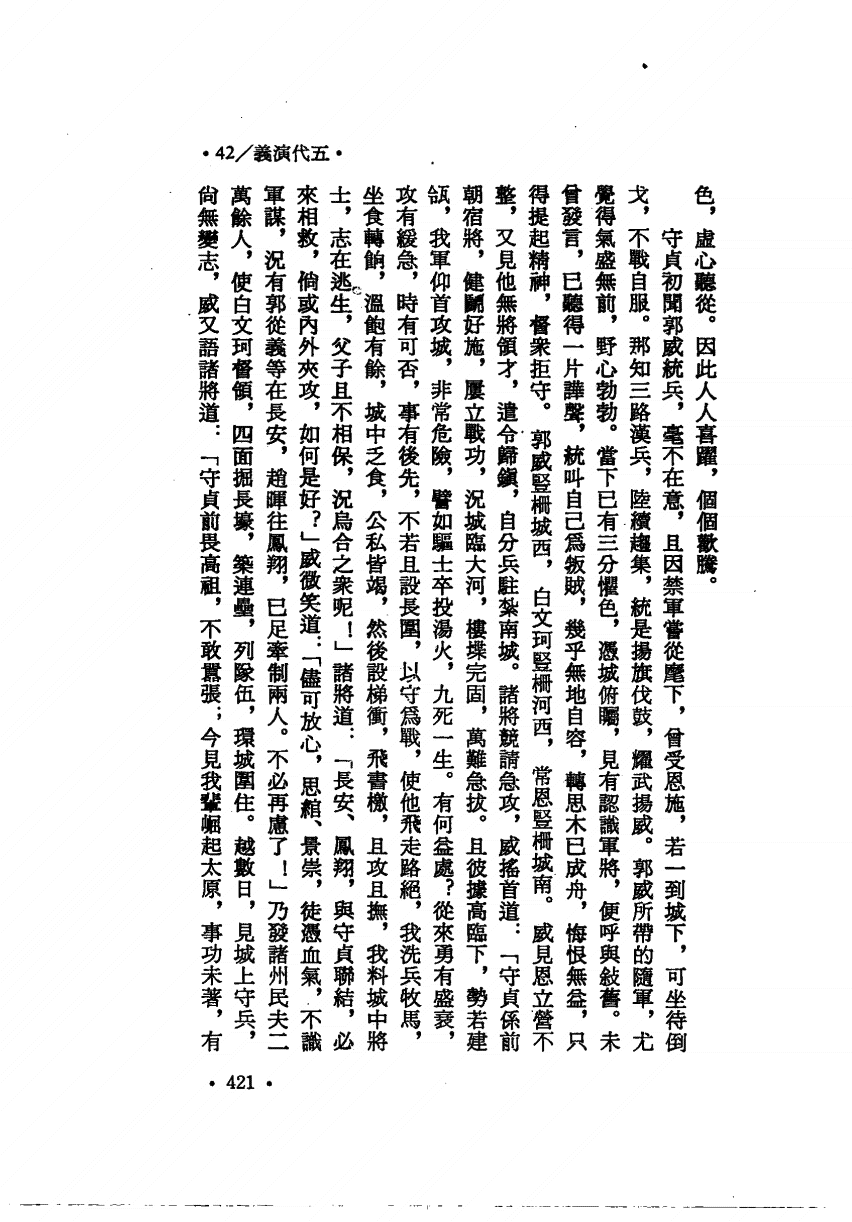 •42/義演代五•
色，虛心聽從。因此人人喜躍，個個歡騰。
守貞初聞郭威統兵，毫不在意，且因禁軍嘗從麾下，曾受恩施，若一到城下，可坐待倒
戈，不戰自服。那知三路漢兵，陸續趨集，統是揚旗伐鼓，耀武揚威。郭威所帶的隨軍，尤
覺得氣盛無前，野心勃勃。當下已有三分懼色，憑城俯矚，見有認識軍將，便呼與敍舊。未
曾發言，已聽得一片譁聲，統叫自己爲叛賊，幾乎無地自容，轉思木已成舟，悔恨無益，只
得提起精神，督衆拒守。郭威豎柵城西，白文珂豎柵河西，常恩豎柵城南。威見恩立營不
整，又見他無將領才，遣令歸鎮，自分兵駐紮南城。諸將競請急攻，威搖首道：「守貞係前
朝宿將，健鬭好施，屢立戰功，況城臨大河，樓堞完固，萬難急拔。且彼據高臨下，勢若建
瓴，我軍仰首攻城，非常危險，譬如驅士卒投湯火，九死一生。有何益處？從來勇有盛衰，
攻有緩急，時有可否，事有後先，不若且設長圍，以守爲戰，使他飛走路絕，我洗兵牧馬，
坐食轉餉，溫飽有餘，城中乏食，公私皆竭，然後設梯衝，飛書檄，且攻且撫，我料城中將
士，志在逃生，父子且不相保，況烏合之衆呢！」諸將道：「長安、鳳翔，與守貞聯結，必
來相救，倘或內外夾攻，如何是好？」威微笑道：「儘可放心，思綰、景崇，徒憑血氣，不識
軍謀，況有郭從義等在長安，趙暉往鳳翔，已足牽制兩人。不必再慮了！」乃發諸州民夫二
萬餘人，使白文珂督領，四面掘長壕，築連壘，列隊伍，環城圍住。越數日，見城上守兵，
尙無變志，威又語諸將道：「守貞前畏高祖，不敢囂張；今見我輩崛起太原，事功未著，有
•421•